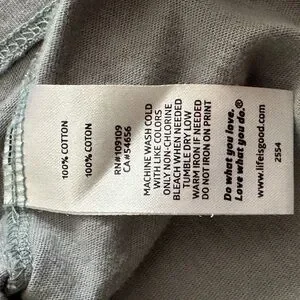 100% COTTON
100% COTON
RN#109109
CA#54656
MACHINE WASH COLD
WITH LIKE COLORS
ONLY NON-CHLORINE
BLEACH WHEN NEEDED
TUMBLE DRY LOW
WARM IRON IF NEEDED
DO NOT IRON ON PRINT
Do what you love.
Love what you do.®
www.lifeisgood.com
2554